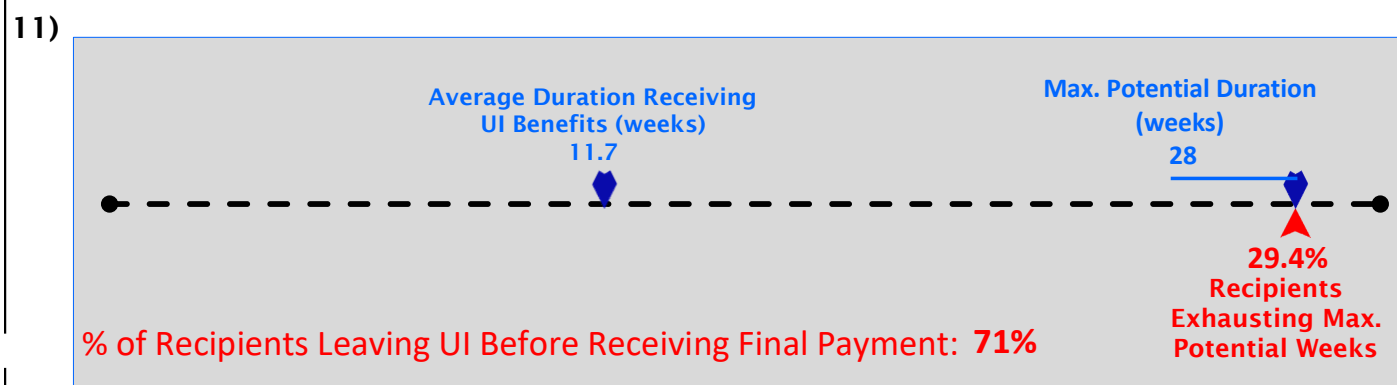 11)
Average Duration Receiving
UI Benefits (weeks)
11.7
Max. Potential Duration
(weeks)
28
29.4%
Recipients
Exhausting Max.
Potential Weeks
% of Recipients Leaving UI Before Receiving Final Payment: 71%